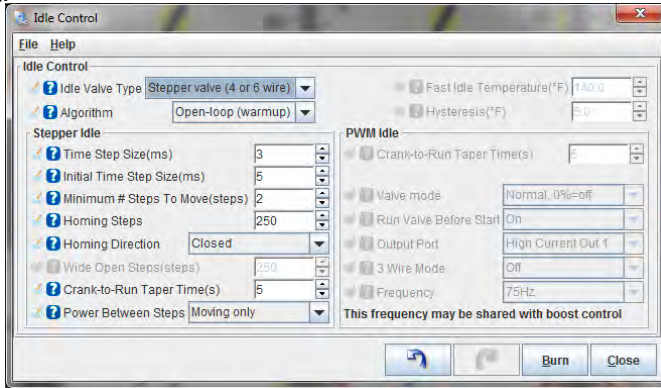 Idle Control
File Help
Idle Control
Idle Valve Type Stepper valve (4 or 6 wire)
Algorithm Open-loop (warmup)
Fast Idle Temperature(°F) 140.0
Hysteresis(°F) 5.0
Stepper Idle
Time Step Size(ms) 3
Initial Time Step Size(ms) 5
Minimum # Steps To Move(steps) 2
Homing Steps 250
Homing Direction Closed
Wide Open Steps(steps) 250
Crank-to-Run Taper Time(s) 5
Power Between Steps Moving only
PWM Idle
Crank-to-Run Taper Time(s) 5
Valve mode Normal, 0%=off
Run Valve Before Start On
Output Port High Current Out 1
3 Wire Mode Off
Frequency 75Hz
This frequency may be shared with boost control
Burn Close